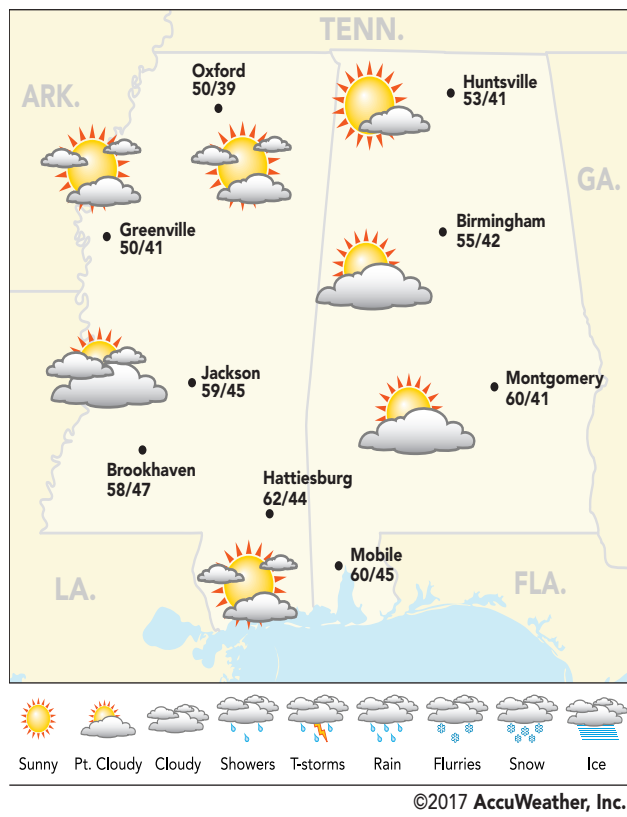 TENN.
ARK.
Oxford
50/39
Huntsville
53/41
GA.
Greenville
50/41
Birmingham
55/42
Jackson
59/45
Montgomery
60/41
Brookhaven
58/47
Hattiesburg
62/44
Mobile
60/45
LA.
FLA.
Sunny Pt. Cloudy Cloudy Showers T-storms Rain Flurries Snow Ice
©2017 AccuWeather, Inc.